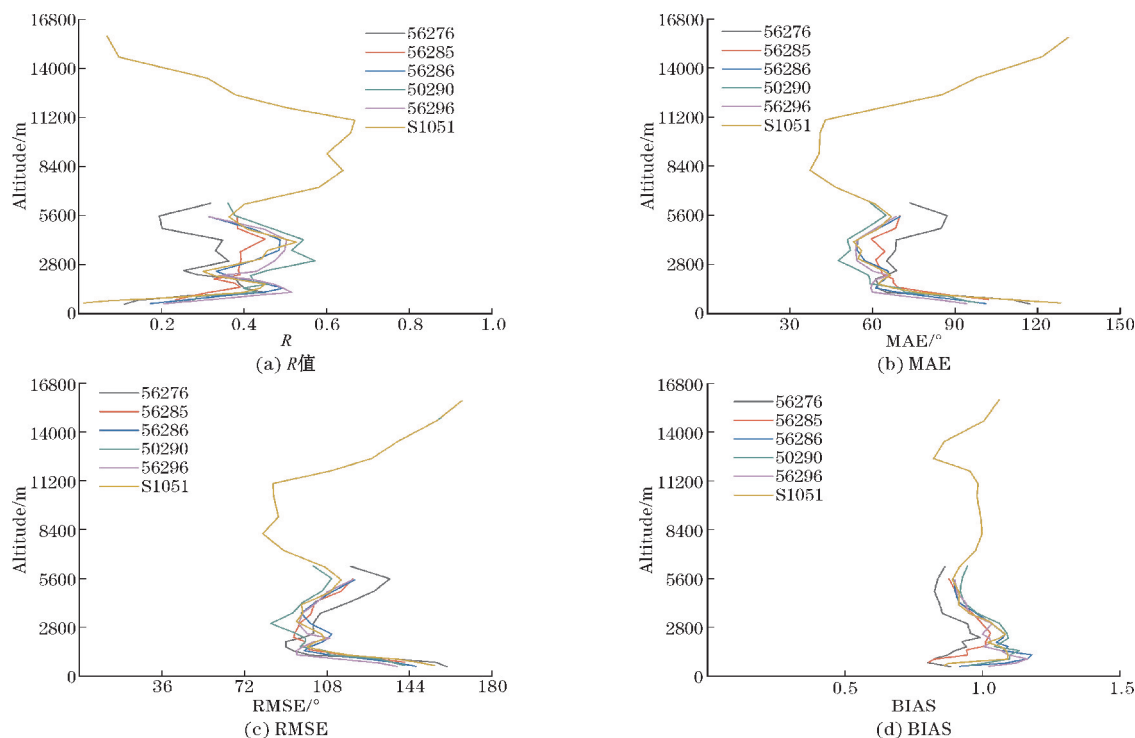 16800
14000
11200
8400
5600
2800
0
Altitude/m
56276
56285
56286
50290
56296
S1051
0.2 0.4 0.6 0.8 1.0
R
(a) R值
16800
14000
11200
8400
5600
2800
0
Altitude/m
56276
56285
56286
50290
56296
S1051
30 60 90 120 150
MAE/°
(b) MAE
16800
14000
11200
8400
5600
2800
0
Altitude/m
56276
56285
56286
50290
56296
S1051
36 72 108 144 180
RMSE/°
(c) RMSE
16800
14000
11200
8400
5600
2800
0
Altitude/m
56276
56285
56286
50290
56296
S1051
0.5 1.0 1.5
BIAS
(d) BIAS